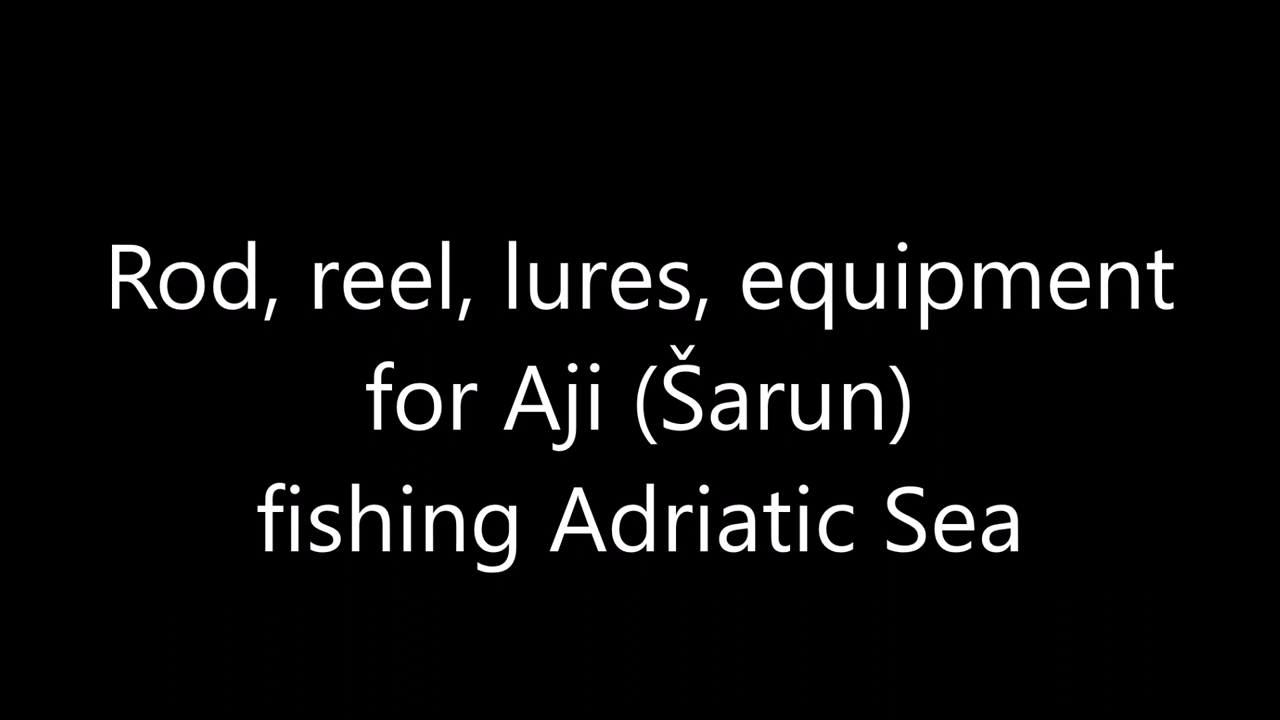 Rod, reel, lures, equipment
for Aji (Šarun)
fishing Adriatic Sea